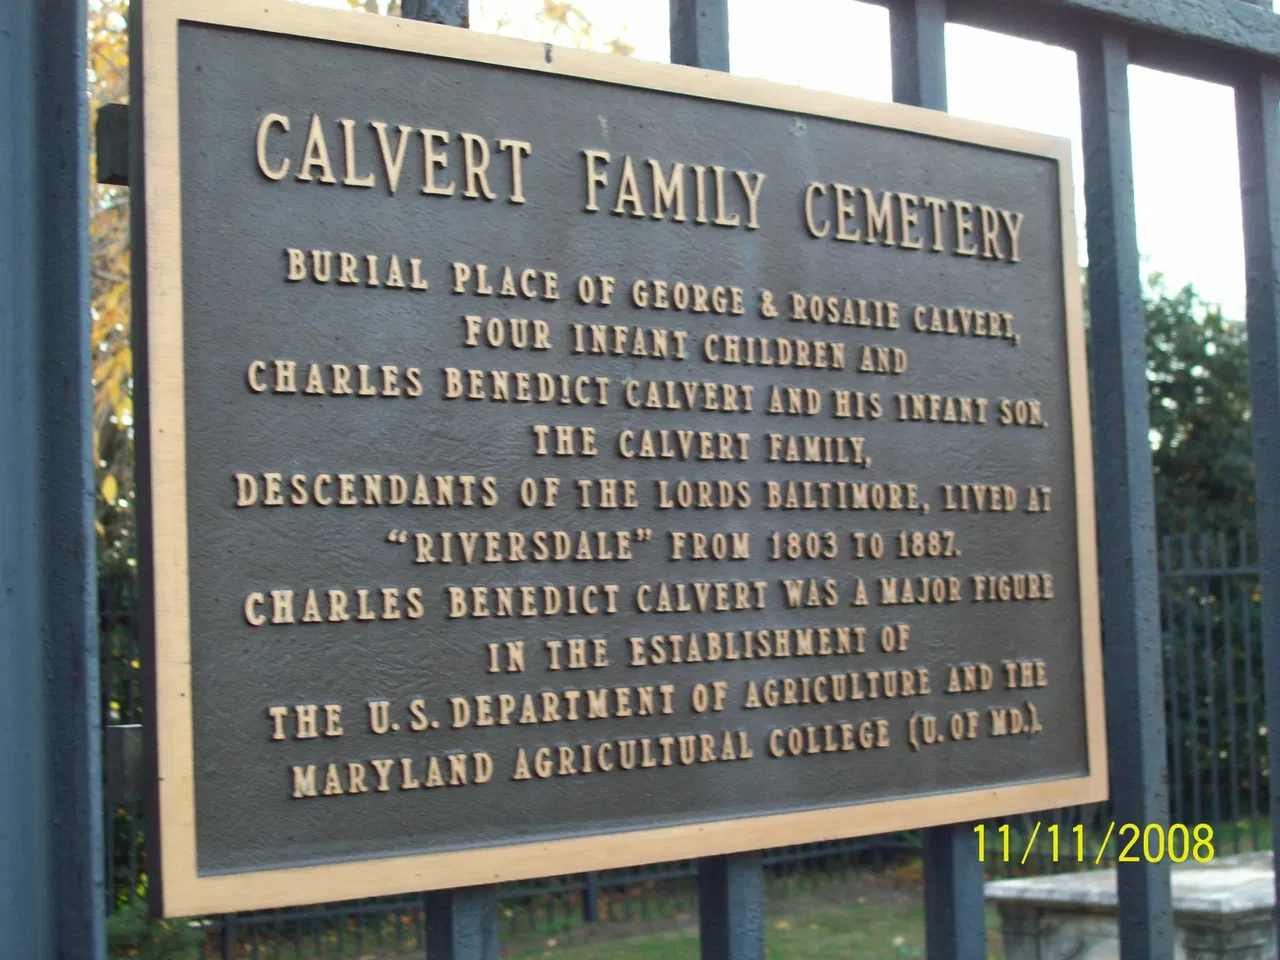 CALVERT FAMILY CEMETERY
BURIAL PLACE OF GEORGE & ROSALIE CALVERT,
FOUR INFANT CHILDREN AND
CHARLES BENEDICT CALVERT AND HIS INFANT SON.
THE CALVERT FAMILY,
DESCENDANTS OF THE LORDS BALTIMORE, LIVED AT
“RIVERSDALE” FROM 1803 TO 1887.
CHARLES BENEDICT CALVERT WAS A MAJOR FIGURE
IN THE ESTABLISHMENT OF
THE U.S. DEPARTMENT OF AGRICULTURE AND THE
MARYLAND AGRICULTURAL COLLEGE (U. OF MD.).
11/11/2008